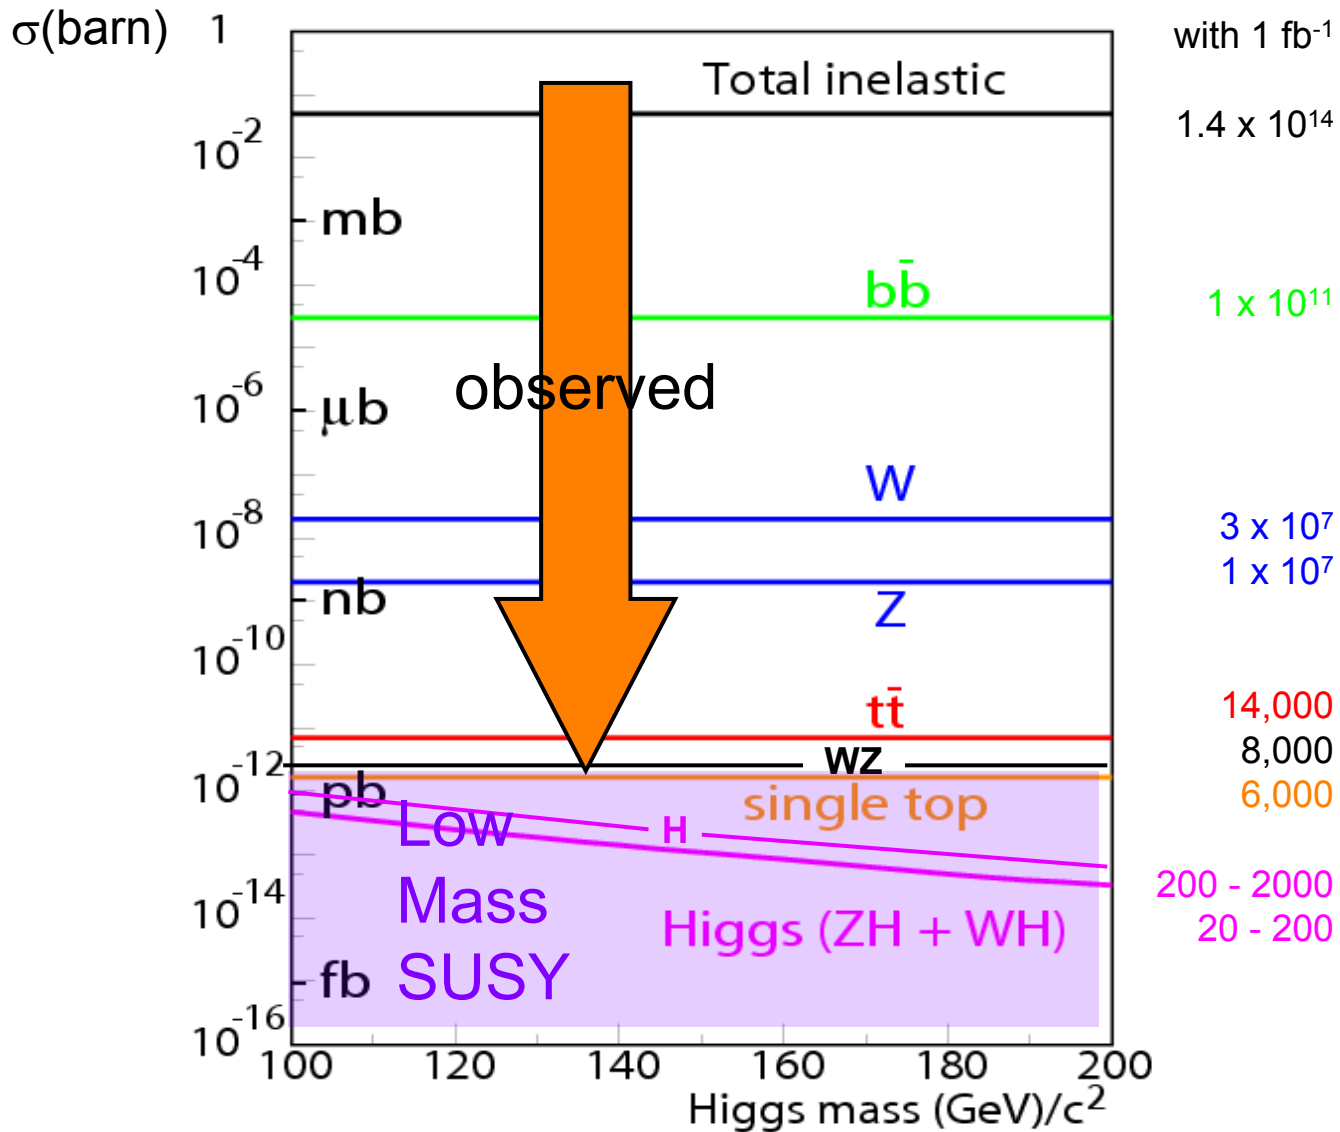 σ(barn)
1
with 1 fb⁻¹
Total inelastic
1.4 x 10¹⁴
10⁻²
mb
10⁻⁴
bb̄
1 x 10¹¹
observed
10⁻⁶
μb
W
10⁻⁸
3 x 10⁷
1 x 10⁷
nb
Z
10⁻¹⁰
tt̄
14,000
WZ
8,000
10⁻¹²
pb
single top
6,000
Low
H
Mass
10⁻¹⁴
200 - 2000
Higgs (ZH + WH)
20 - 200
SUSY
fb
10⁻¹⁶
100 120 140 160 180 200
Higgs mass (GeV)/c²